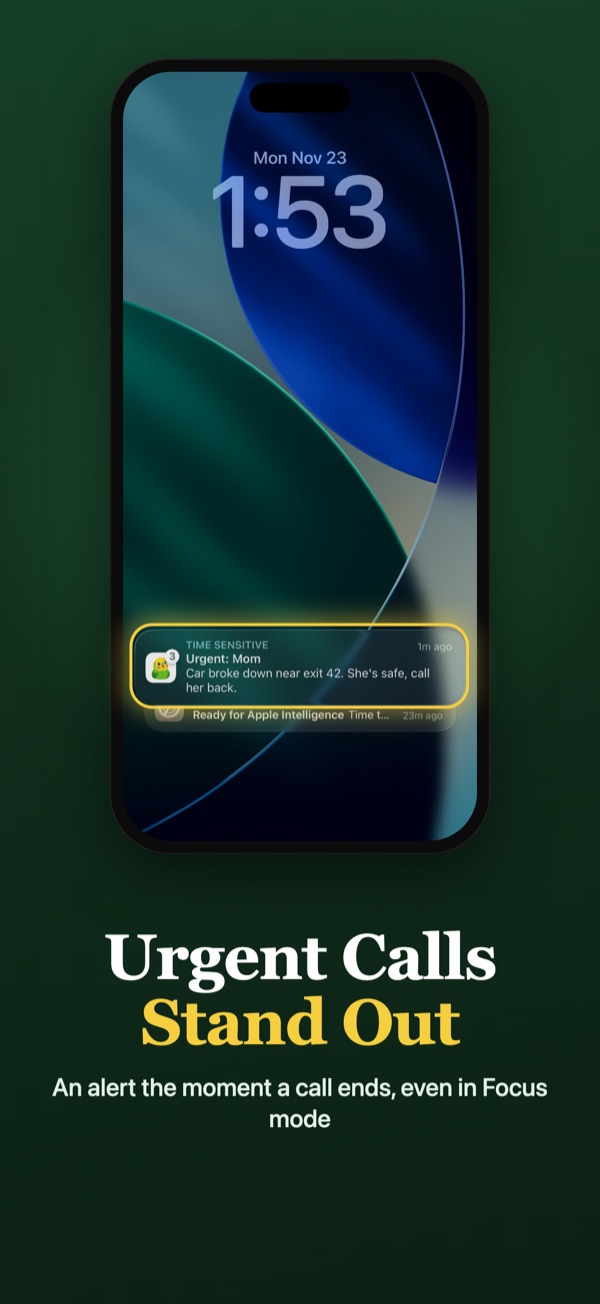 Mon Nov 23
1:53
TIME SENSITIVE
1m ago
3
Urgent: Mom
Car broke down near exit 42. She's safe, call
her back.
Ready for Apple Intelligence Time t... 23m ago
Urgent Calls
Stand Out
An alert the moment a call ends, even in Focus
mode